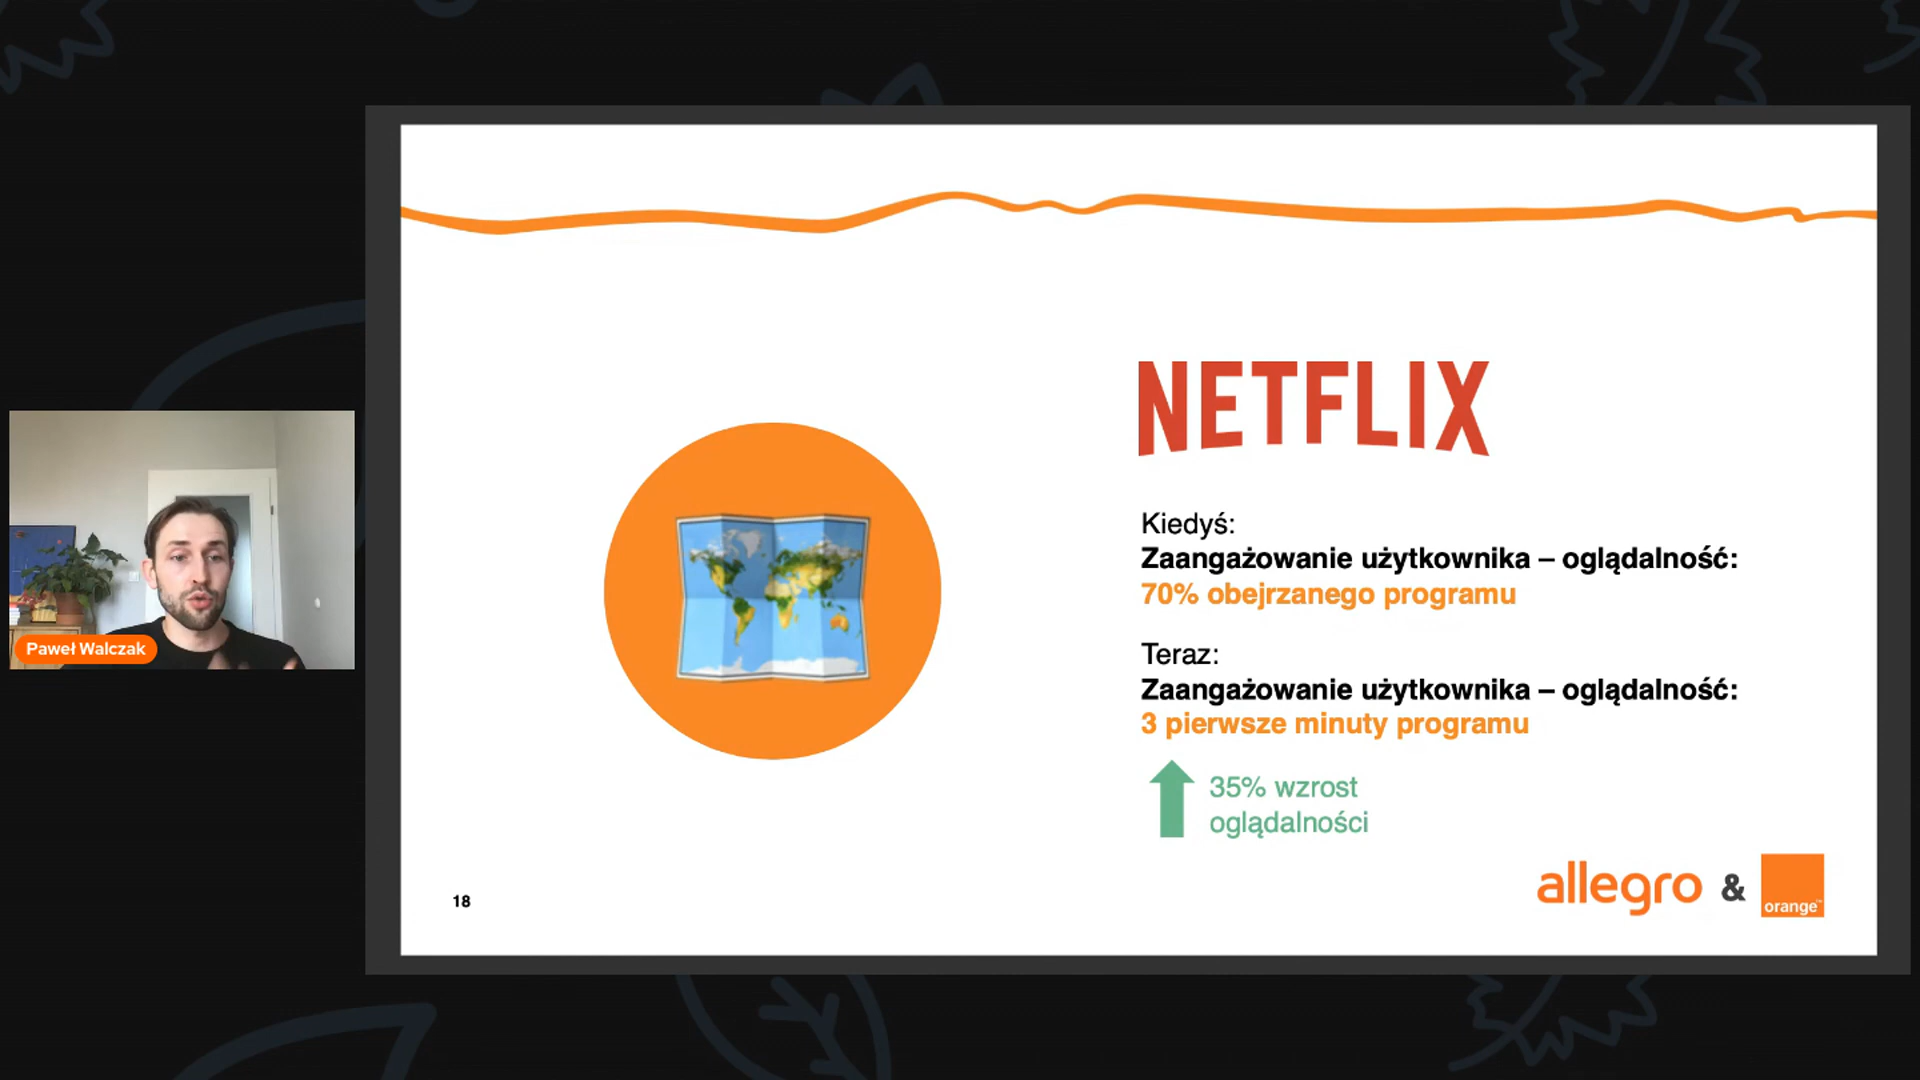 Paweł Walczak
NETFLIX
Kiedyś:
Zaangażowanie użytkownika – oglądalność:
70% obejrzanego programu
Teraz:
Zaangażowanie użytkownika – oglądalność:
3 pierwsze minuty programu
35% wzrost
oglądalności
18
allegro & orange™